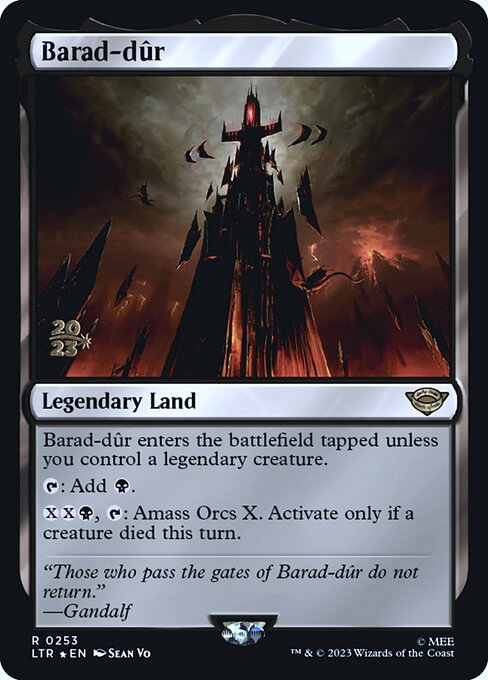 Barad-dûr
20
23
Legendary Land
Barad-dûr enters the battlefield tapped unless
you control a legendary creature.
: Add .
X X , : Amass Orcs X. Activate only if a
creature died this turn.
“Those who pass the gates of Barad-dûr do not
return.”
—Gandalf
R 0253
LTR ★ EN Sean Vo
© MEE
™ & © 2023 Wizards of the Coast